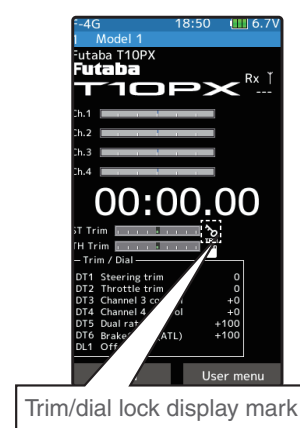 -4G 18:50 6.7V
Model 1
Futaba T10PX
Futaba
T10PX Rx
---
Ch.1
Ch.2
Ch.3
Ch.4
00:00.00
ST Trim
TH Trim
Trim / Dial
DT1 Steering trim 0
DT2 Throttle trim 0
DT3 Channel 3 +0
DT4 Channel 4 +0
DT5 Dual +100
DT6 (ATL) +100
DL1
User menu
Trim/dial lock display mark